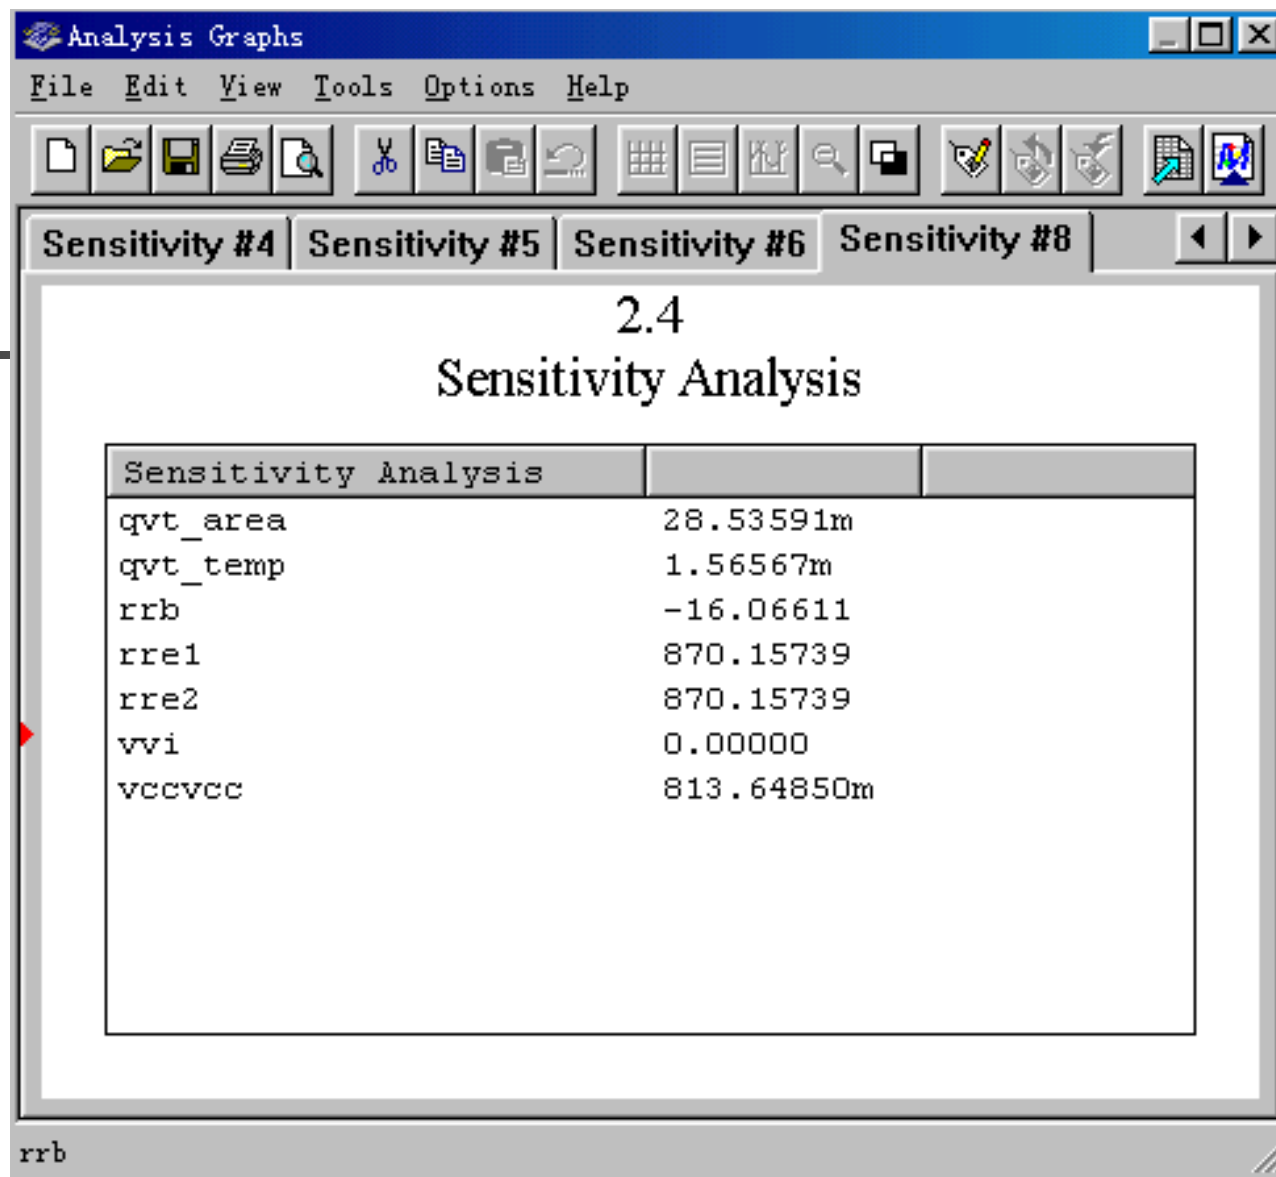 Analysis Graphs
File Edit View Tools Options Help
Sensitivity #4 Sensitivity #5 Sensitivity #6 Sensitivity #8
2.4
Sensitivity Analysis
Sensitivity Analysis
qvt_area 28.53591m
qvt_temp 1.56567m
rrb -16.06611
rre1 870.15739
rre2 870.15739
vvi 0.00000
vccvcc 813.64850m
rrb